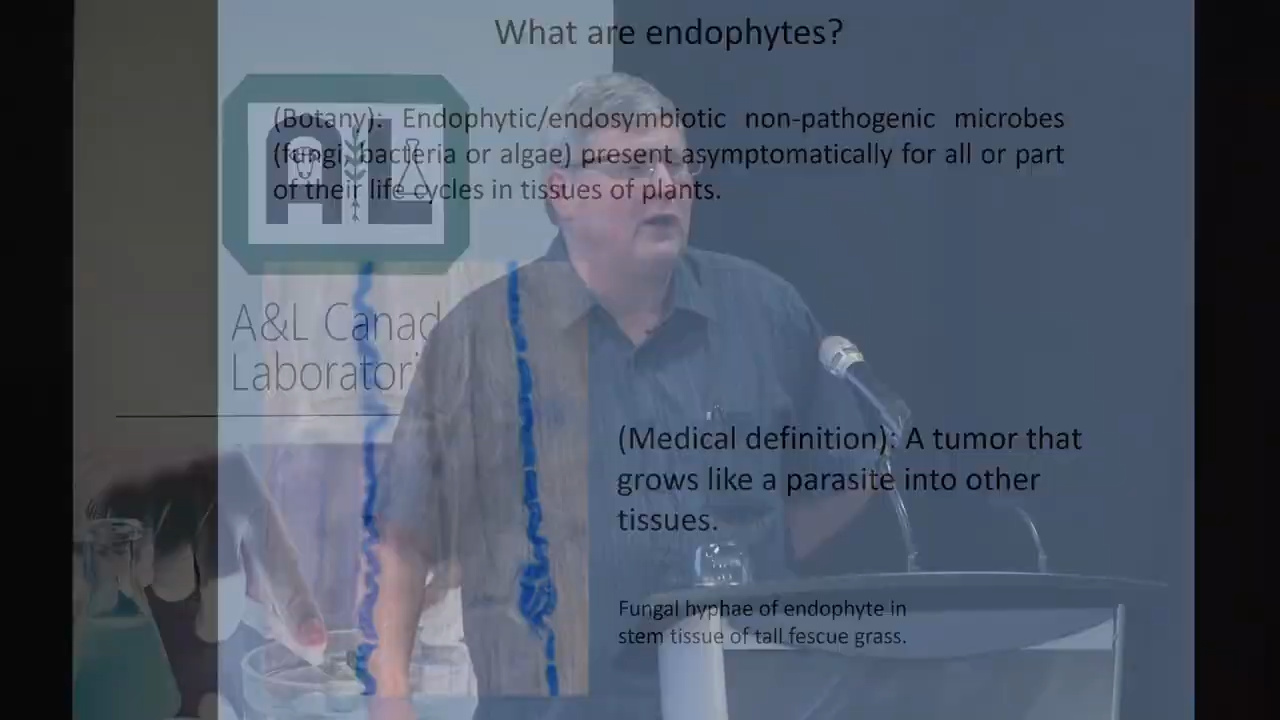 What are endophytes?
(Botany): Endophytic/endosymbiotic non-pathogenic microbes
(fungi, bacteria or algae) present asymptomatically for all or part
of their life cycles in tissues of plants.
AL
A&L Canad
Laborator
(Medical definition): A tumor that
grows like a parasite into other
tissues.
Fungal hyphae of endophyte in
stem tissue of tall fescue grass.